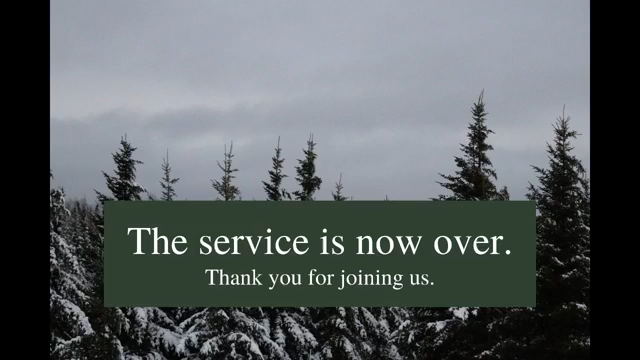 The service is now over.
Thank you for joining us.